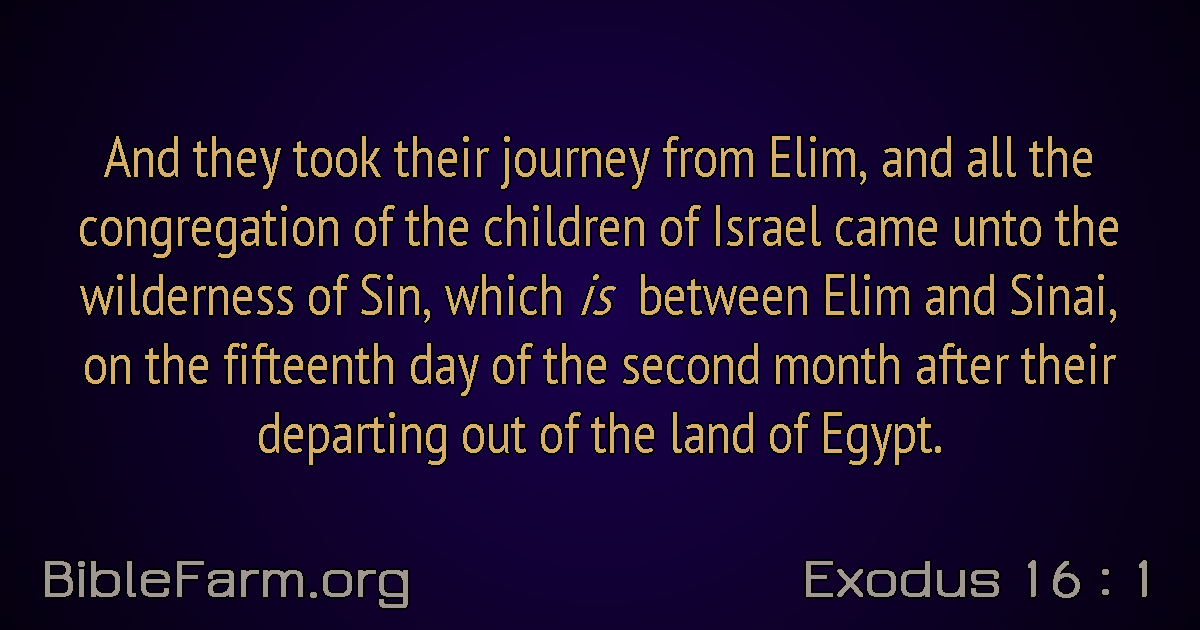 And they took their journey from Elim, and all the
congregation of the children of Israel came unto the
wilderness of Sin, which is between Elim and Sinai,
on the fifteenth day of the second month after their
departing out of the land of Egypt.
BibleFarm.org
Exodus 16 : 1